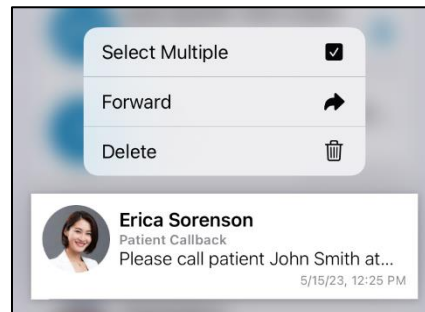 Select Multiple
Forward
Delete
Erica Sorenson
Patient Callback
Please call patient John Smith at...
5/15/23, 12:25 PM